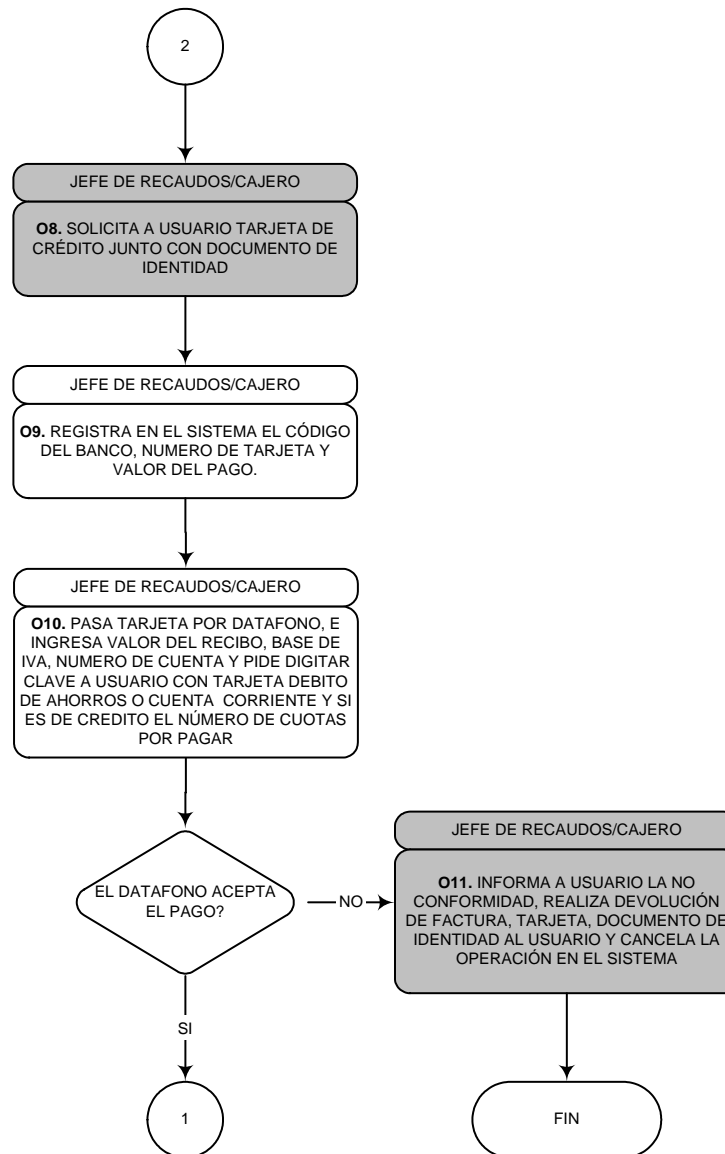 2
JEFE DE RECAUDOS/CAJERO
O8. SOLICITA A USUARIO TARJETA DE
CRÉDITO JUNTO CON DOCUMENTO DE
IDENTIDAD
JEFE DE RECAUDOS/CAJERO
O9. REGISTRA EN EL SISTEMA EL CÓDIGO
DEL BANCO, NUMERO DE TARJETA Y
VALOR DEL PAGO.
JEFE DE RECAUDOS/CAJERO
O10. PASA TARJETA POR DATAFONO, E
INGRESA VALOR DEL RECIBO, BASE DE
IVA, NUMERO DE CUENTA Y PIDE DIGITAR
CLAVE A USUARIO CON TARJETA DEBITO
DE AHORROS O CUENTA CORRIENTE Y SI
ES DE CREDITO EL NÚMERO DE CUOTAS
POR PAGAR
EL DATAFONO ACEPTA
EL PAGO?
NO
JEFE DE RECAUDOS/CAJERO
O11. INFORMA A USUARIO LA NO
CONFORMIDAD, REALIZA DEVOLUCIÓN
DE FACTURA, TARJETA, DOCUMENTO DE
IDENTIDAD AL USUARIO Y CANCELA LA
OPERACIÓN EN EL SISTEMA
SI
1
FIN